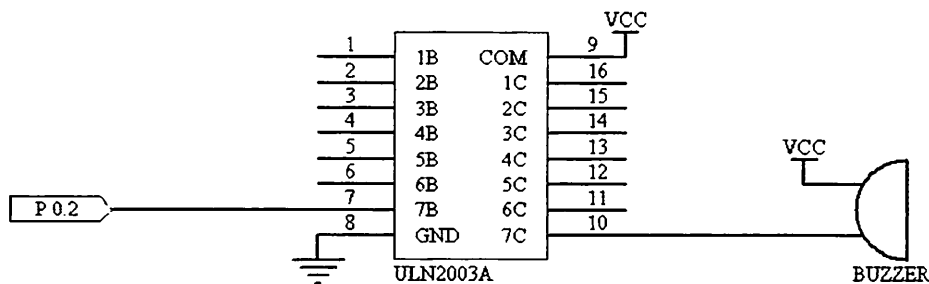 VCC
1 1B COM 9
2 2B 1C 16
3 3B 2C 15
4 4B 3C 14
5 5B 4C 13
6 6B 5C 12
7 7B 6C 11
8 GND 7C 10
P 0.2
VCC
ULN2003A
BUZZER